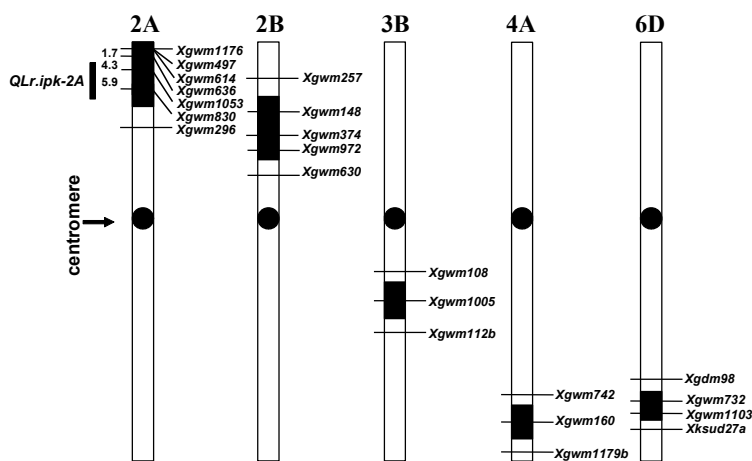 2A
2B
3B
4A
6D
QLr.ipk-2A
1.7
4.3
5.9
Xgwm1176
Xgwm497
Xgwm614
Xgwm636
Xgwm1053
Xgwm830
Xgwm296
Xgwm257
Xgwm148
Xgwm374
Xgwm972
Xgwm630
centromere
Xgwm108
Xgwm1005
Xgwm112b
Xgwm742
Xgwm160
Xgwm1179b
Xgdm98
Xgwm732
Xgwm1103
Xksud27a